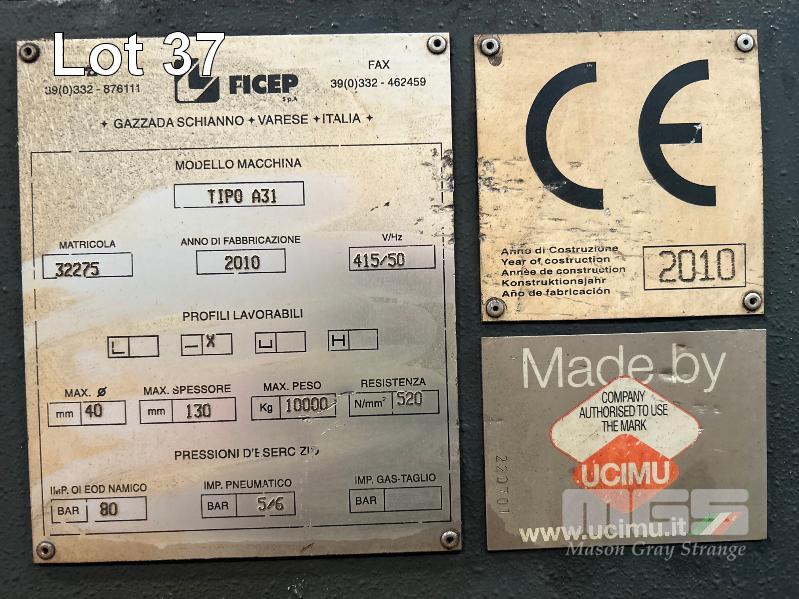 Lot 37
39(0)332 - 876111
FICEP
S.p.A
FAX
39(0)332 - 462459
GAZZADA SCHIANNO VARESE ITALIA
MODELLO MACCHINA
TIPO A31
MATRICOLA
32275
ANNO DI FABBRICAZIONE
2010
V/Hz
415/50
PROFILI LAVORABILI
X
MAX. Ø
mm 40
MAX. SPESSORE
mm 130
MAX. PESO
Kg 10000
RESISTENZA
N/mm² 520
PRESSIONI D'ESERCIZIO
IMP. OLEODINAMICO
BAR 80
IMP. PNEUMATICO
BAR 5/6
IMP. GAS-TAGLIO
BAR
CE
Anno di Costruzione
Year of costruction
Année de construction
Konstruktionsjahr
Año de fabricación
2010
Made by
COMPANY
AUTHORISED TO USE
THE MARK
UCIMU
www.ucimu.it
MGS
Mason Gray Strange